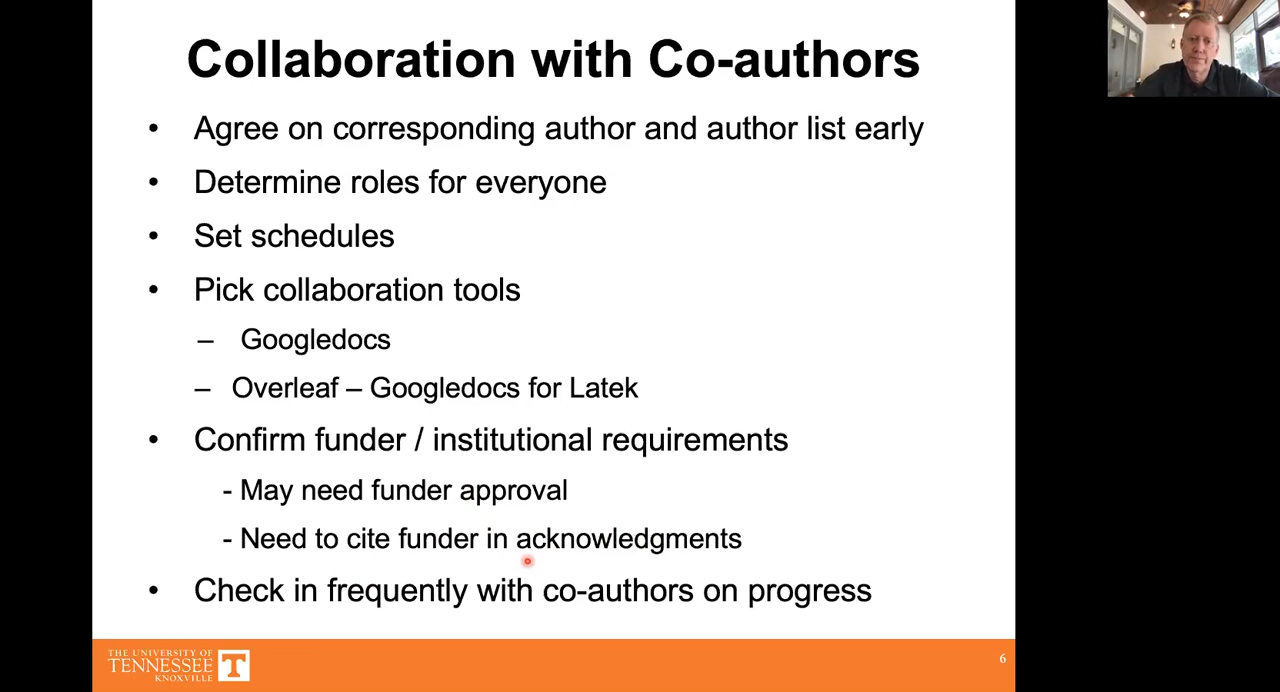 Collaboration with Co-authors
• Agree on corresponding author and author list early
• Determine roles for everyone
• Set schedules
• Pick collaboration tools
– Googledocs
– Overleaf – Googledocs for Latek
• Confirm funder / institutional requirements
- May need funder approval
- Need to cite funder in acknowledgments
• Check in frequently with co-authors on progress
THE UNIVERSITY OF
TENNESSEE
KNOXVILLE
T
6